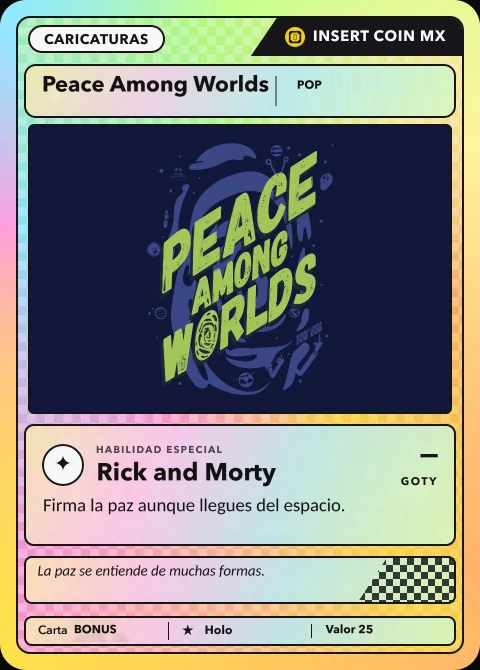 CARICATURAS
INSERT COIN MX
Peace Among Worlds
POP
PEACE
AMONG
WORLDS
HABILIDAD ESPECIAL
Rick and Morty
GOTY
Firma la paz aunque llegues del espacio.
La paz se entiende de muchas formas.
Carta BONUS
★ Holo
Valor 25